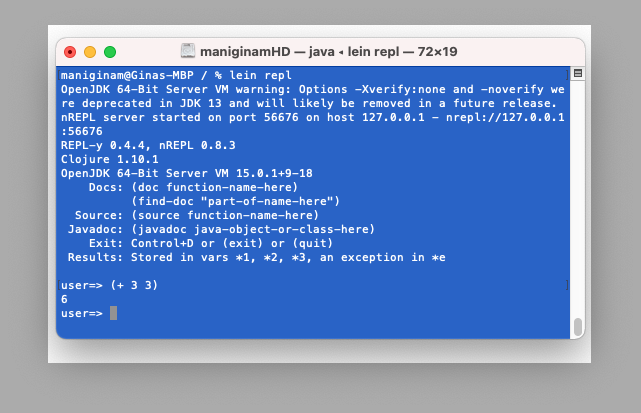 maniginamHD — java ◂ lein repl — 72×19
maniginam@Ginas-MBP / % lein repl
OpenJDK 64-Bit Server VM warning: Options -Xverify:none and -noverify we
re deprecated in JDK 13 and will likely be removed in a future release.
nREPL server started on port 56676 on host 127.0.0.1 - nrepl://127.0.0.1
:56676
REPL-y 0.4.4, nREPL 0.8.3
Clojure 1.10.1
OpenJDK 64-Bit Server VM 15.0.1+9-18
    Docs: (doc function-name-here)
          (find-doc "part-of-name-here")
  Source: (source function-name-here)
 Javadoc: (javadoc java-object-or-class-here)
    Exit: Control+D or (exit) or (quit)
 Results: Stored in vars *1, *2, *3, an exception in *e
user=> (+ 3 3)
6
user=>